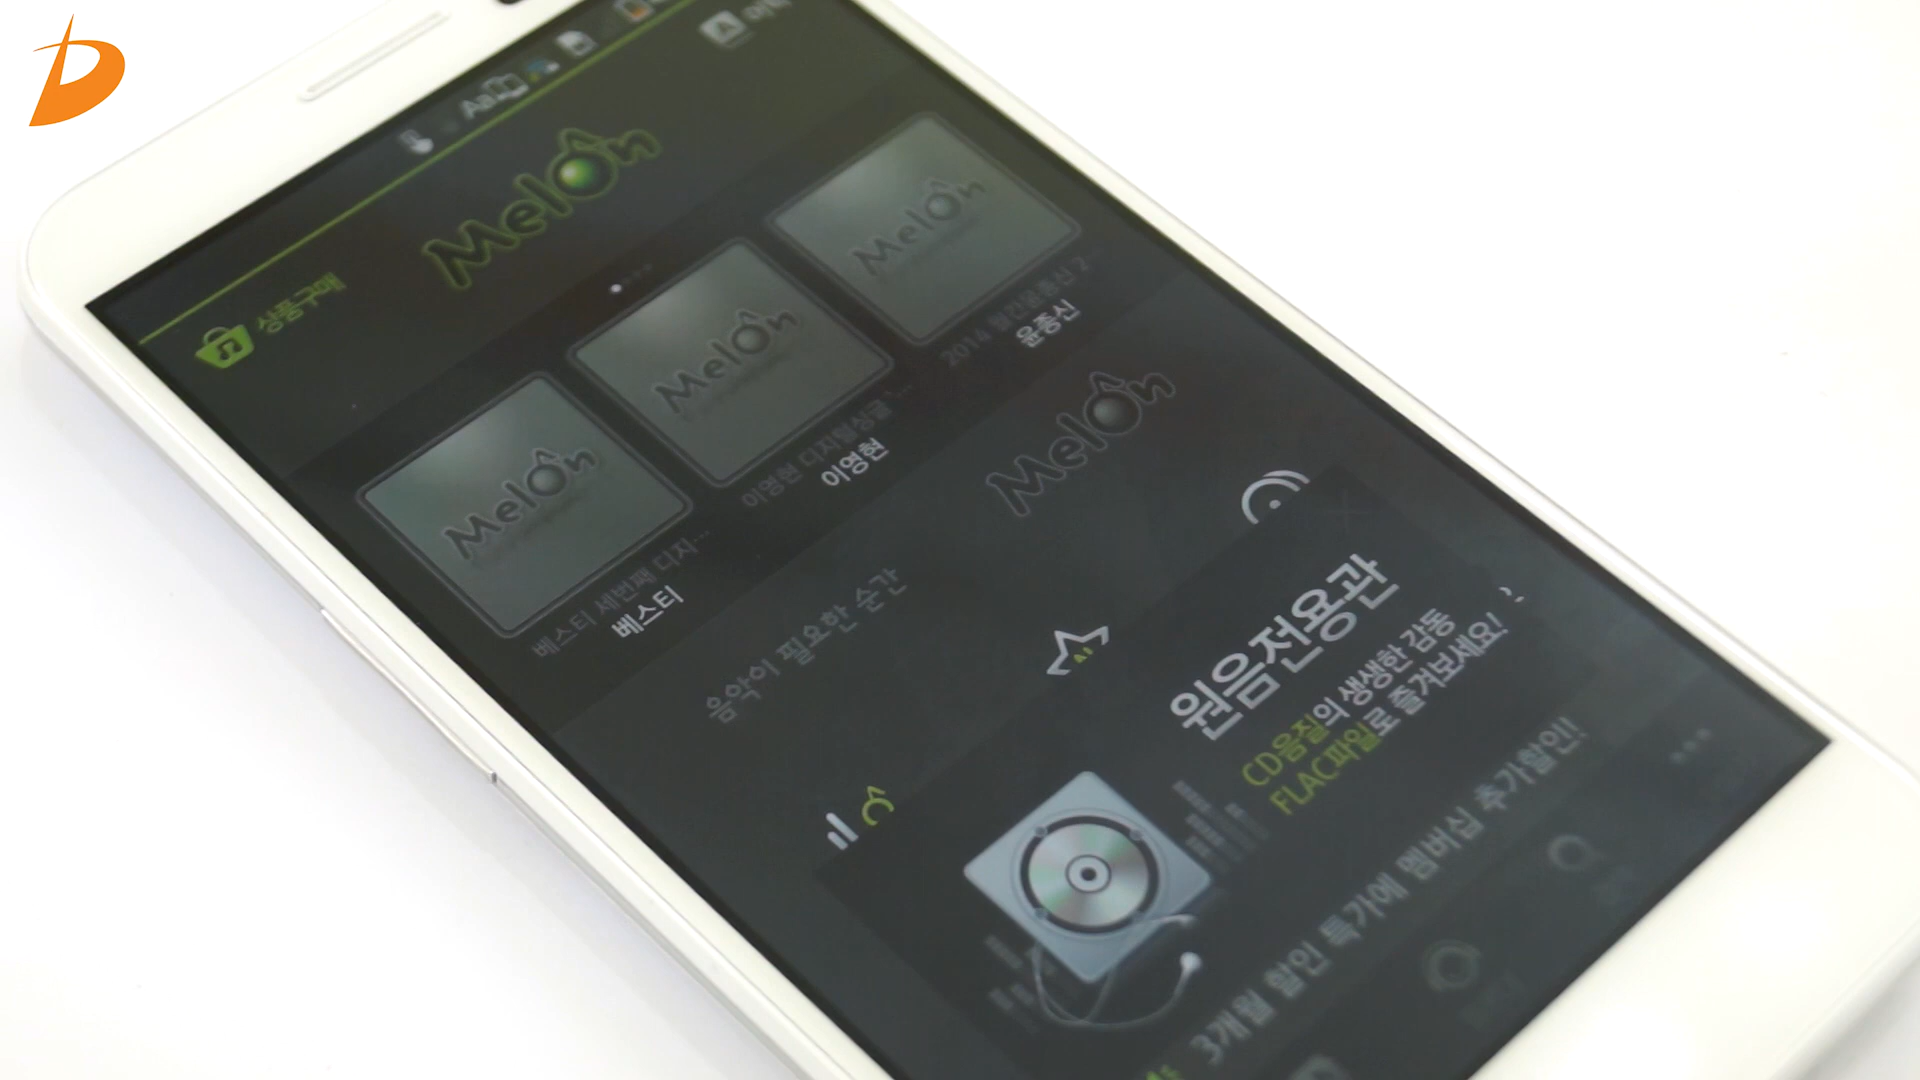 Aa
A
MelOn
상품구매
MelOn
베스티 세번째 디지…
베스티
MelOn
이영현 디지털싱글 '…
이영현
MelOn
2014 월간윤종신 2
윤종신
MelOn
음악이 필요한 순간
원음전용관
CD음질의 생생한 감동
FLAC파일로 즐겨보세요!
3개월 할인 특가에 멤버십 추가할인!!